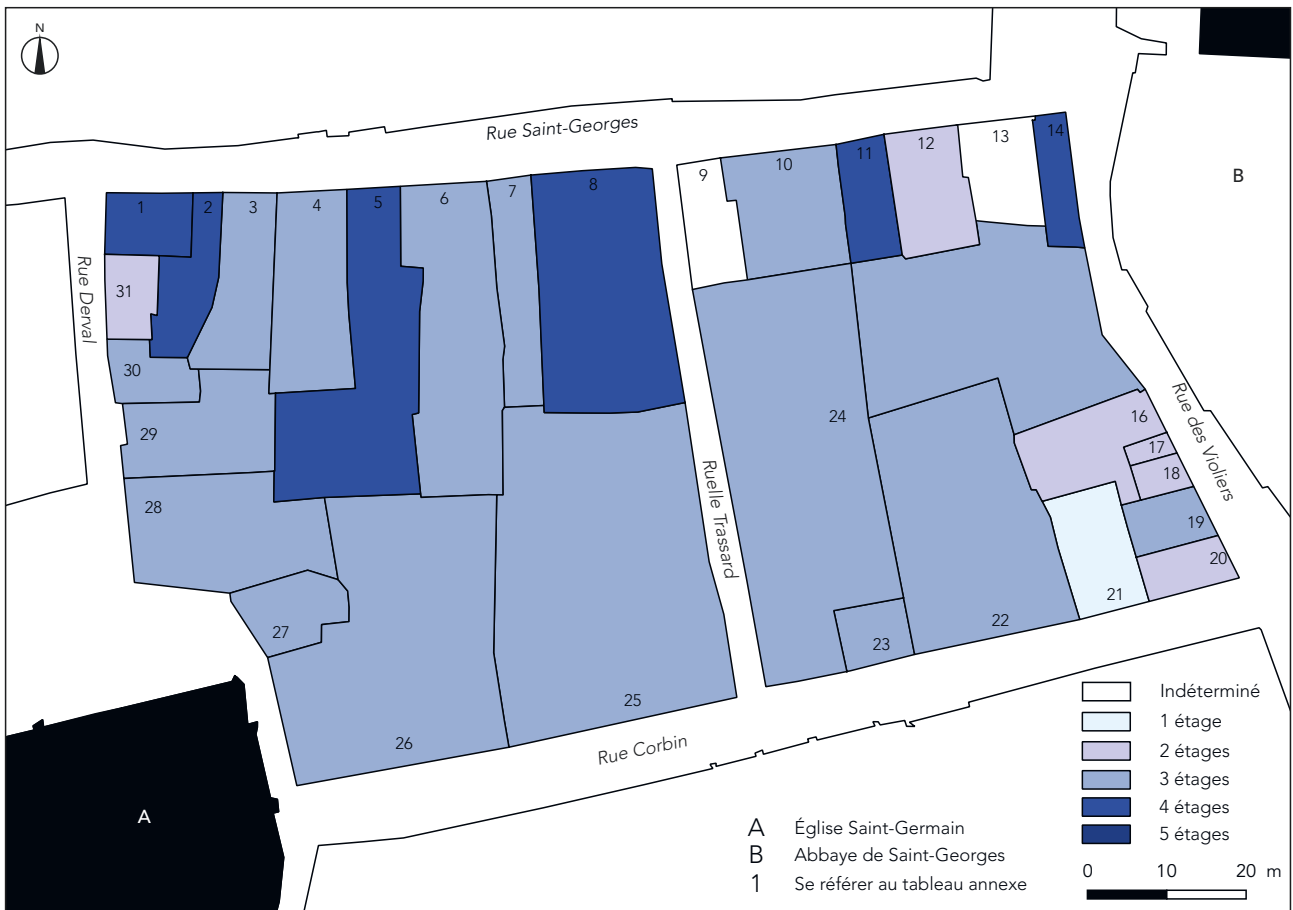 N
Rue Saint-Georges
1
2
3
4
5
6
7
8
9
10
11
12
13
14
B
Rue Derval
31
30
29
28
27
26
25
Ruelle Trassard
24
23
22
21
16
17
18
19
20
Rue des Violiers
Rue Corbin
A
Indéterminé
1 étage
2 étages
3 étages
4 étages
5 étages
A Église Saint-Germain
B Abbaye de Saint-Georges
1 Se référer au tableau annexe
0 10 20 m